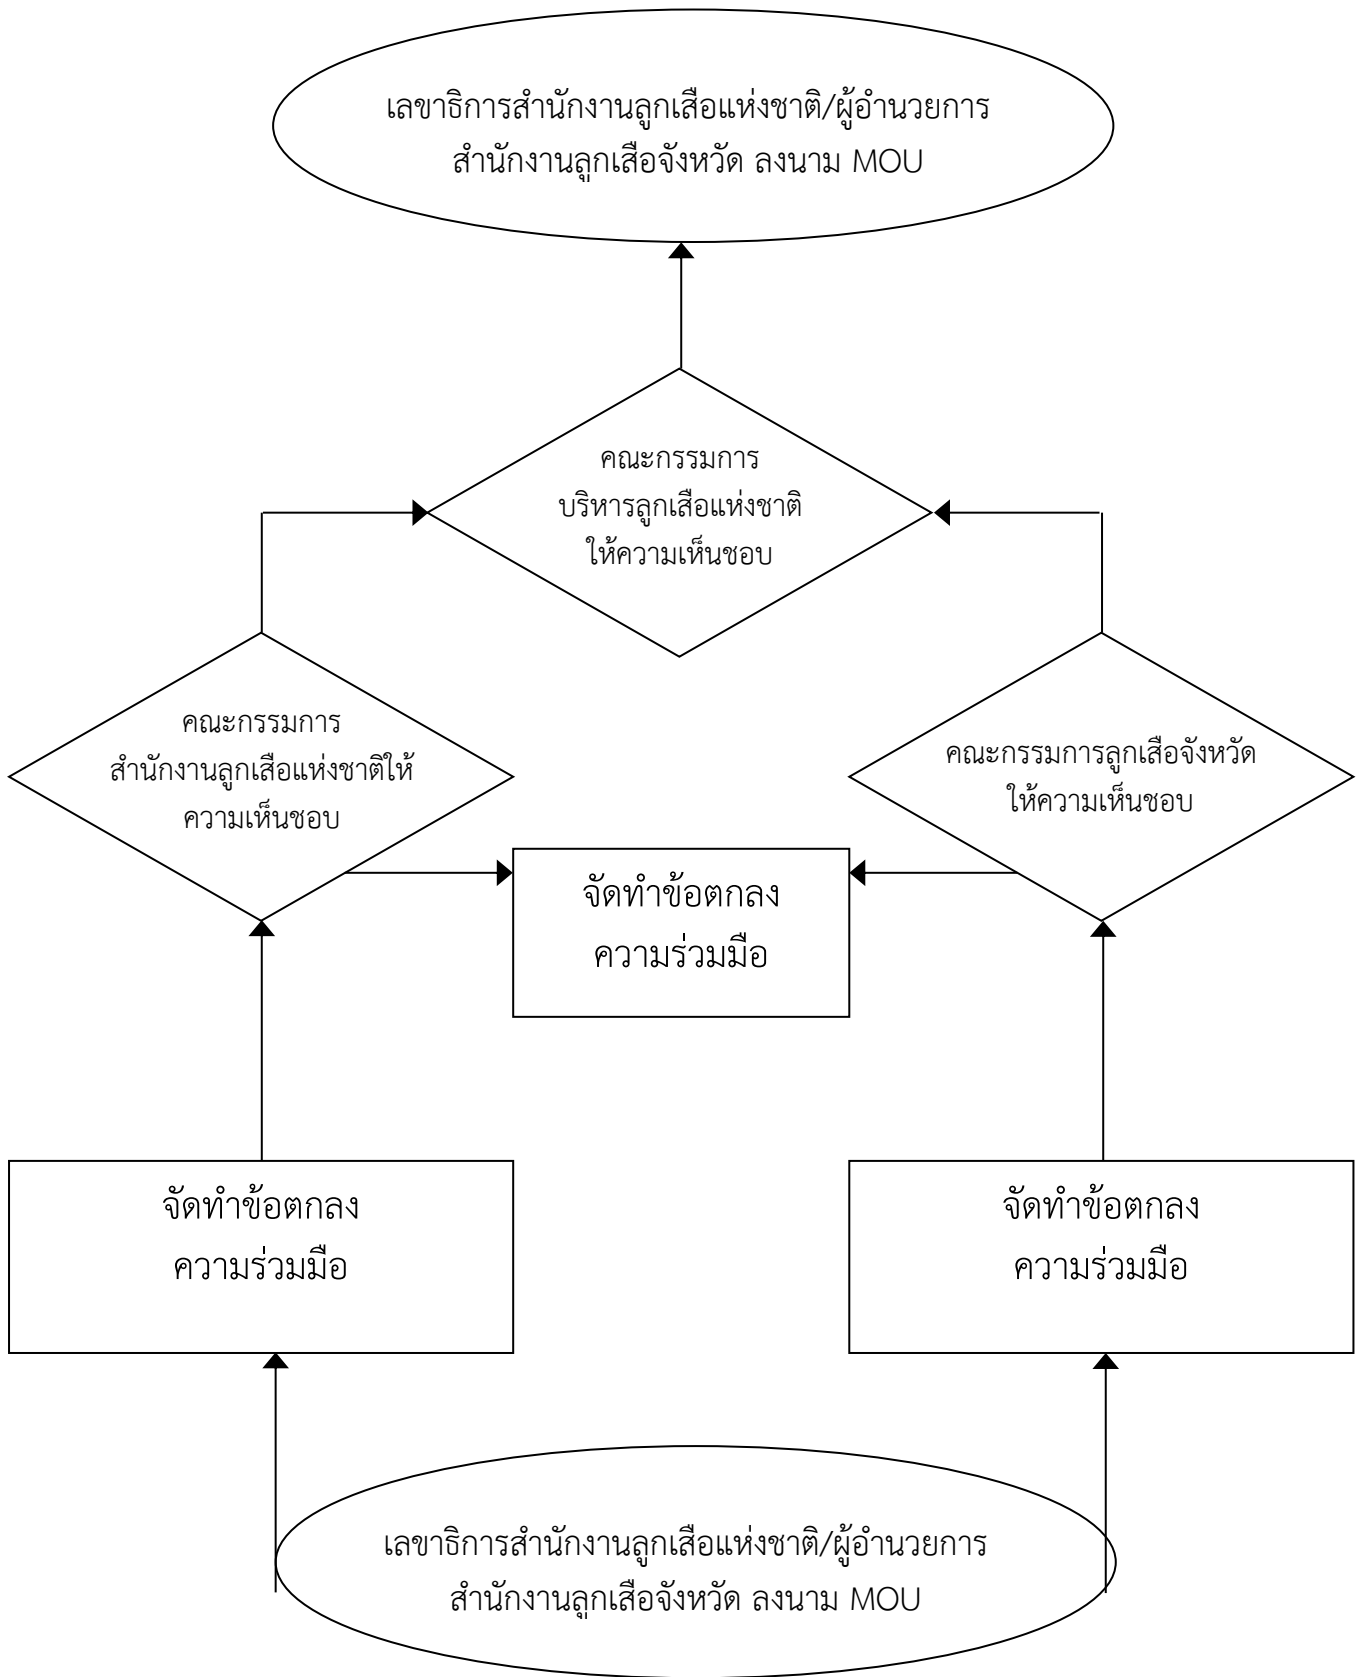 เลขาธิการสำนักงานลูกเสือแห่งชาติ/ผู้อำนวยการ
สำนักงานลูกเสือจังหวัด ลงนาม MOU
คณะกรรมการ
บริหารลูกเสือแห่งชาติ
ให้ความเห็นชอบ
คณะกรรมการ
สำนักงานลูกเสือแห่งชาติให้
ความเห็นชอบ
คณะกรรมการลูกเสือจังหวัด
ให้ความเห็นชอบ
จัดทำข้อตกลง
ความร่วมมือ
จัดทำข้อตกลง
ความร่วมมือ
จัดทำข้อตกลง
ความร่วมมือ
เลขาธิการสำนักงานลูกเสือแห่งชาติ/ผู้อำนวยการ
สำนักงานลูกเสือจังหวัด ลงนาม MOU